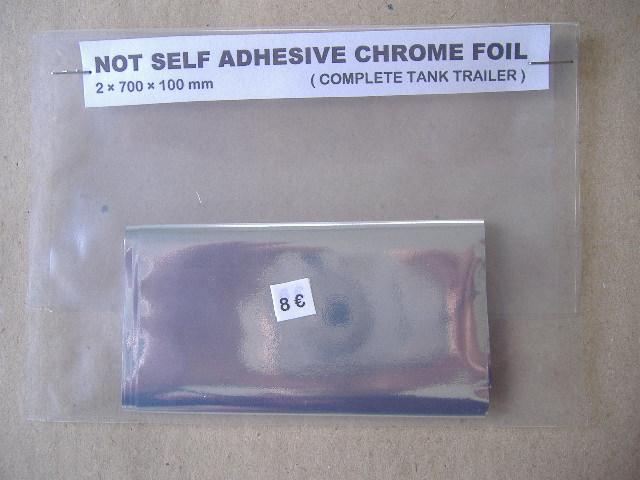 NOT SELF ADHESIVE CHROME FOIL
2 × 700 × 100 mm ( COMPLETE TANK TRAILER )
8 €